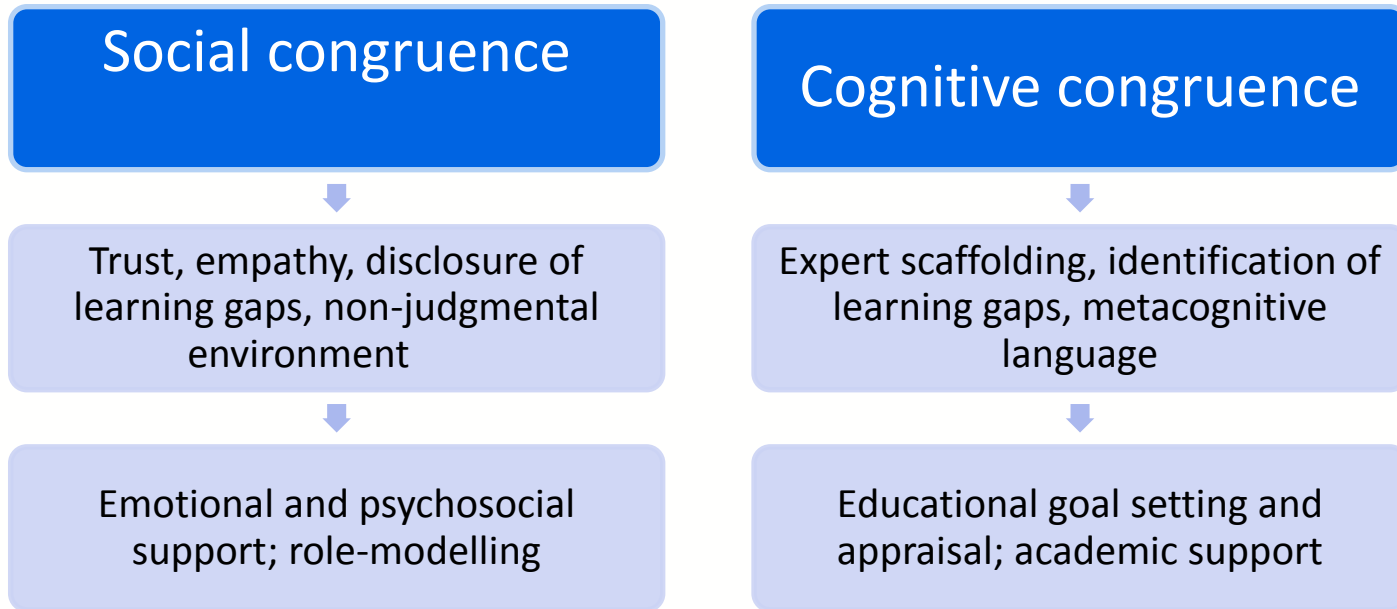 Social congruence
Trust, empathy, disclosure of
learning gaps, non-judgmental
environment
Emotional and psychosocial
support; role-modelling
Cognitive congruence
Expert scaffolding, identification of
learning gaps, metacognitive
language
Educational goal setting and
appraisal; academic support